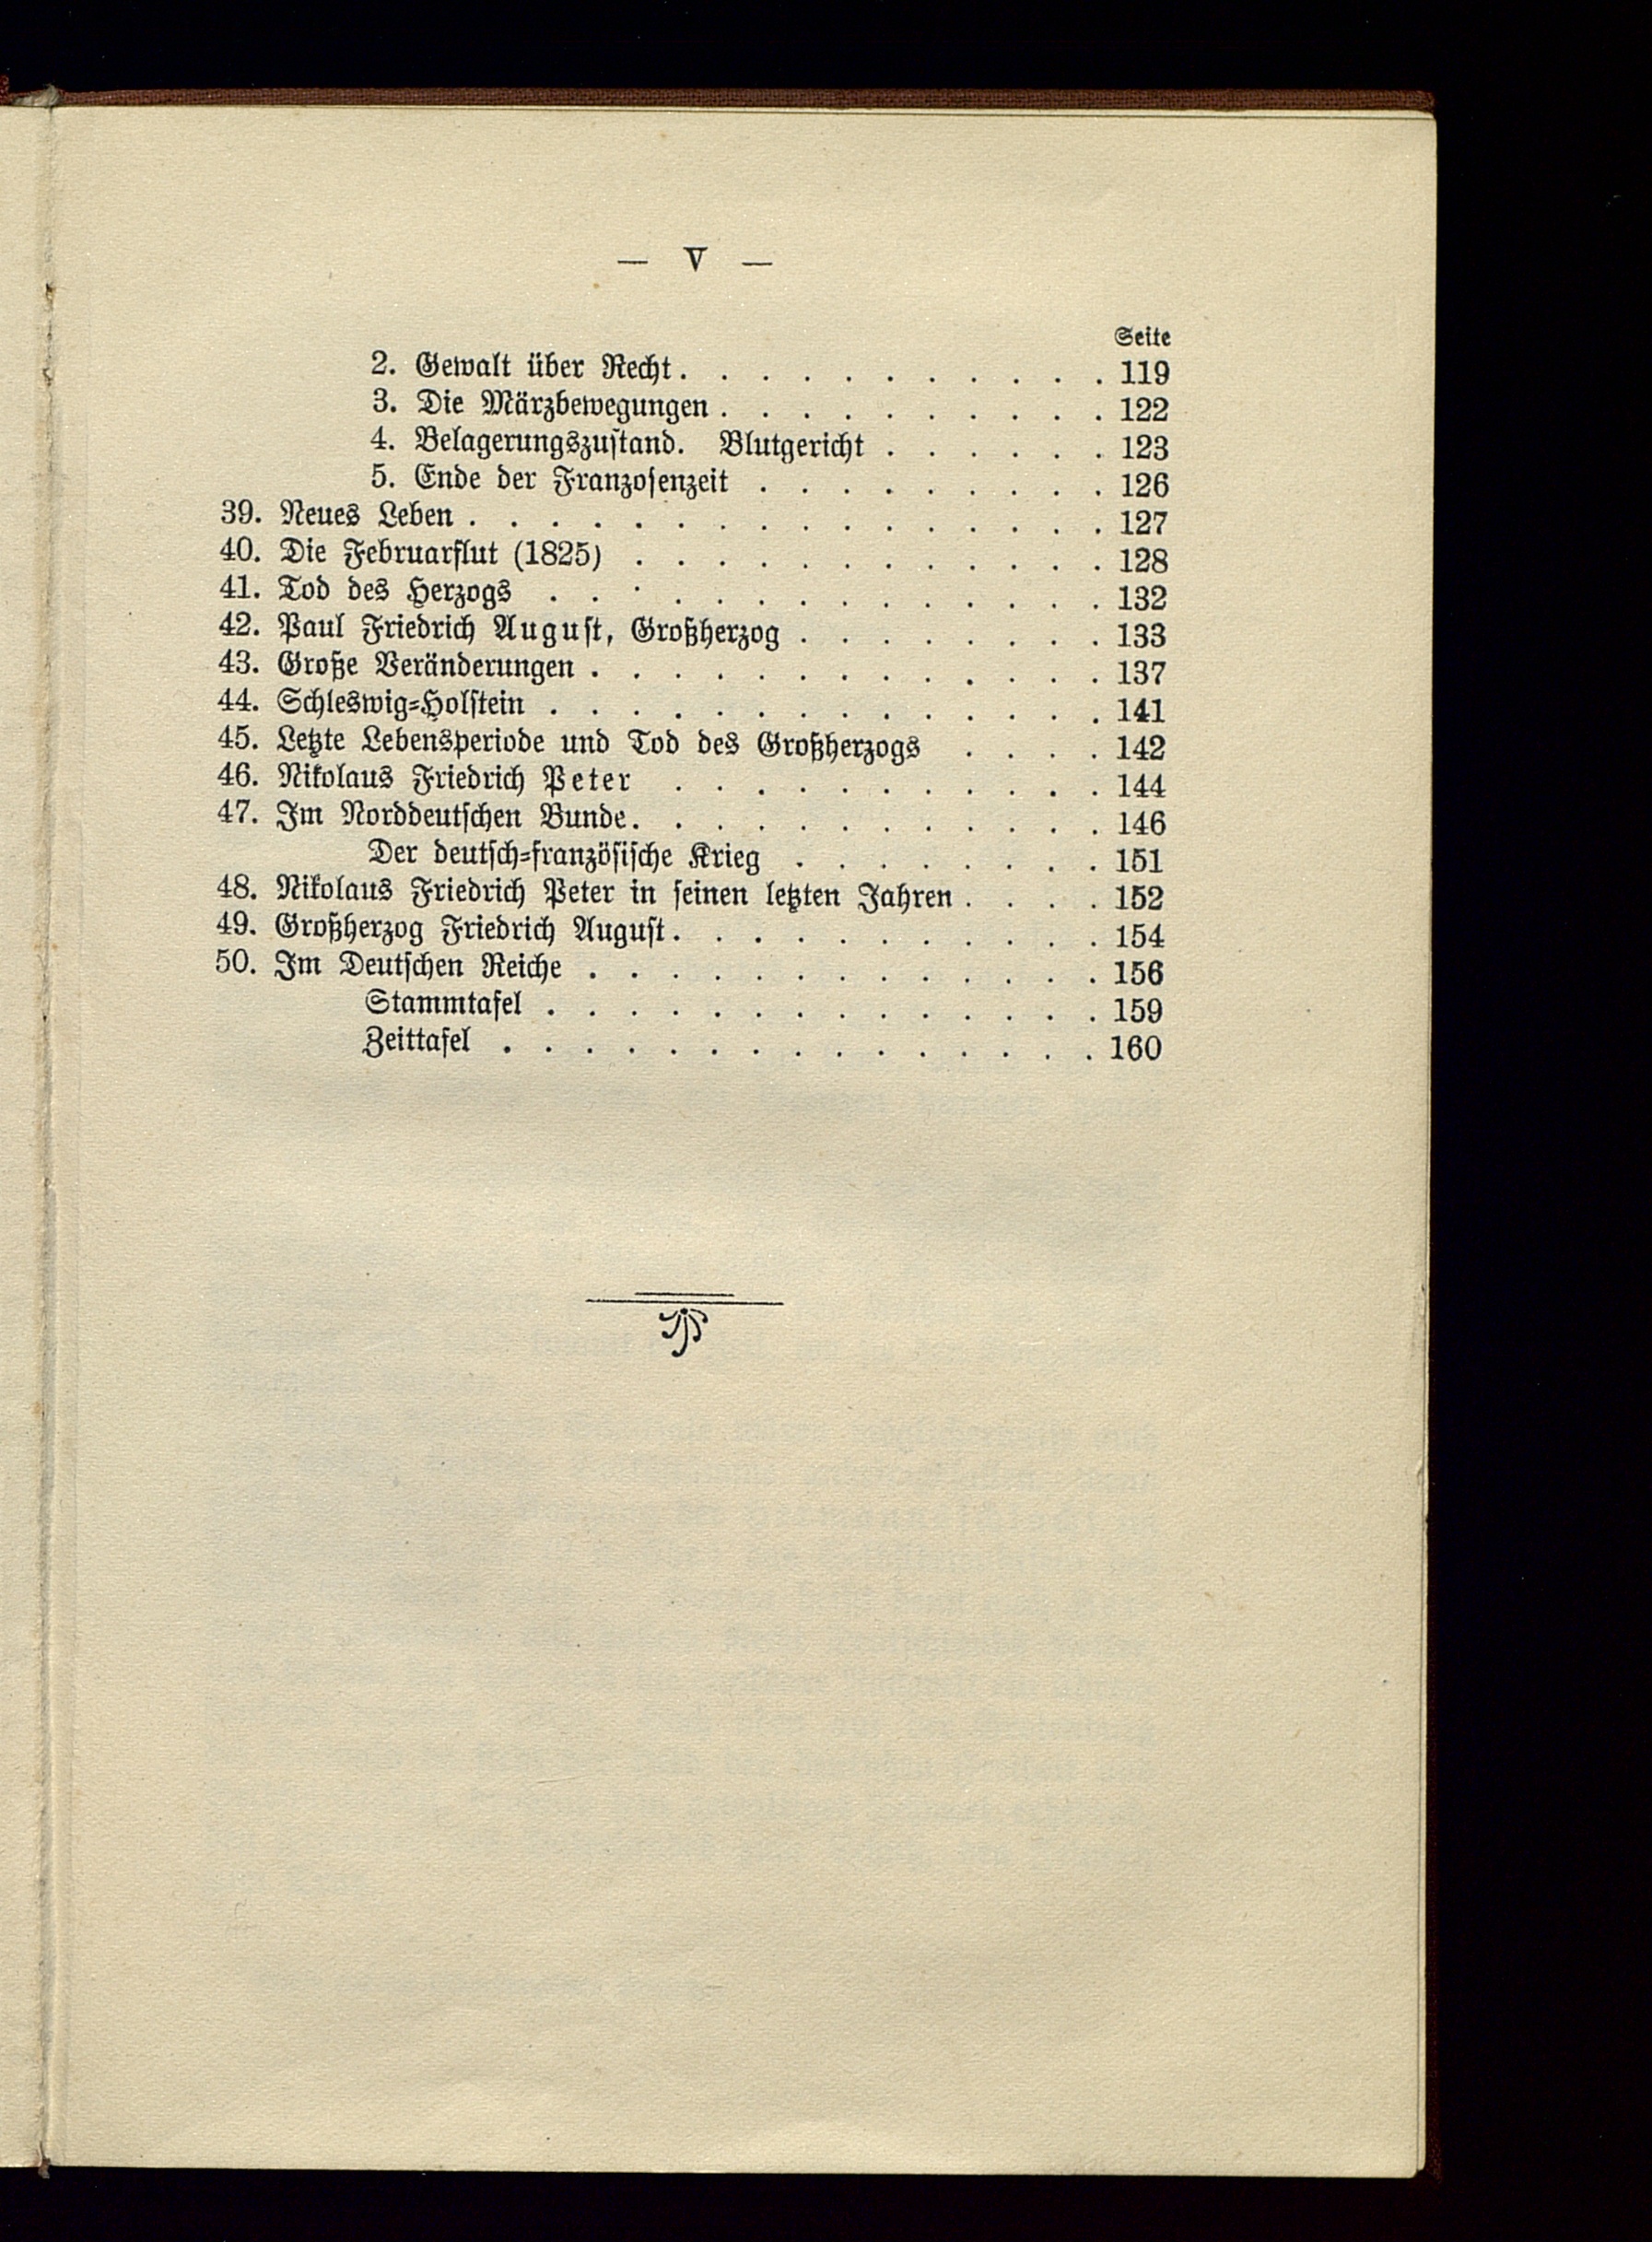 — V —
Seite
2. Gewalt über Recht. . . . . . . . . . . 119
3. Die Märzbewegungen . . . . . . . . . . 122
4. Belagerungszustand. Blutgericht . . . . . . 123
5. Ende der Franzosenzeit . . . . . . . . . 126
39. Neues Leben . . . . . . . . . . . . . . . . 127
40. Die Februarflut (1825) . . . . . . . . . . . . 128
41. Tod des Herzogs . . . . . . . . . . . . . . 132
42. Paul Friedrich August, Großherzog . . . . . . . . 133
43. Große Veränderungen . . . . . . . . . . . . . 137
44. Schleswig-Holstein . . . . . . . . . . . . . . 141
45. Letzte Lebensperiode und Tod des Großherzogs . . . . 142
46. Nikolaus Friedrich Peter . . . . . . . . . . . 144
47. Im Norddeutschen Bunde. . . . . . . . . . . . 146
Der deutsch-französische Krieg . . . . . . . . 151
48. Nikolaus Friedrich Peter in seinen letzten Jahren . . . . 152
49. Großherzog Friedrich August. . . . . . . . . . . 154
50. Im Deutschen Reiche . . . . . . . . . . . . . 156
Stammtafel . . . . . . . . . . . . . . 159
Zeittafel . . . . . . . . . . . . . . . 160